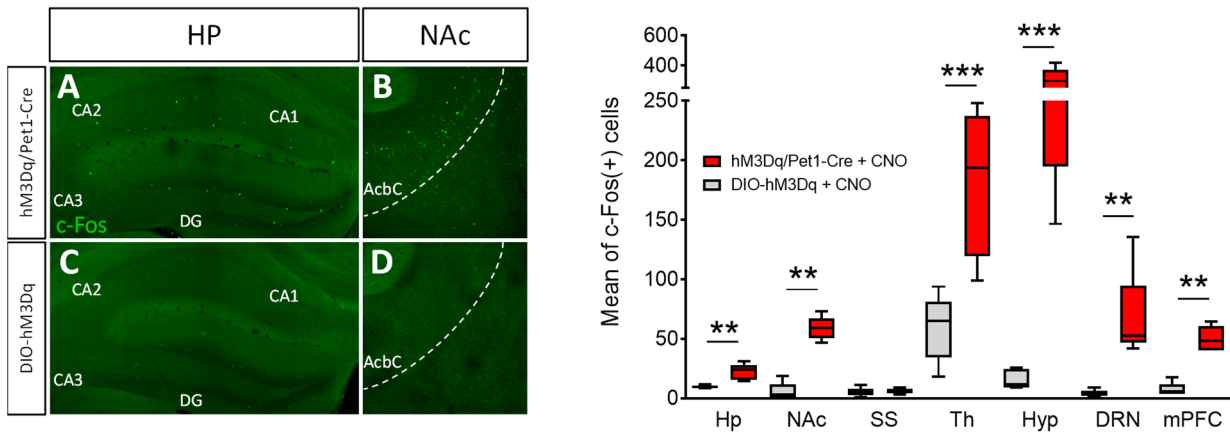 HP
NAc
hM3Dq/Pet1-Cre
A
CA2
CA1
CA3
c-Fos
DG
B
AcbC
DIO-hM3Dq
C
CA2
CA1
CA3
DG
D
AcbC
Mean of c-Fos(+) cells
600
400
250
200
150
100
50
0
hM3Dq/Pet1-Cre + CNO
DIO-hM3Dq + CNO
**
**
***
***
**
**
Hp NAc SS Th Hyp DRN mPFC